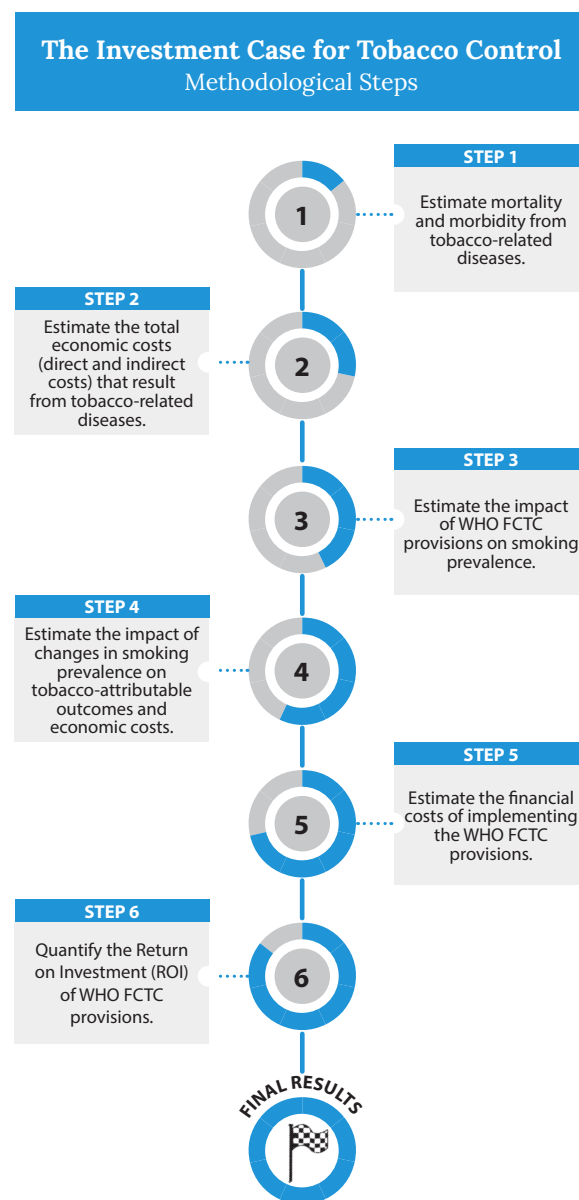 The Investment Case for Tobacco Control
Methodological Steps
1
STEP 1
Estimate mortality
and morbidity from
tobacco-related
diseases.
STEP 2
Estimate the total
economic costs
(direct and indirect
costs) that result
from tobacco-related
diseases.
2
3
STEP 3
Estimate the impact
of WHO FCTC
provisions on smoking
prevalence.
STEP 4
Estimate the impact of
changes in smoking
prevalence on
tobacco-attributable
outcomes and
economic costs.
4
5
STEP 5
Estimate the financial
costs of implementing
the WHO FCTC
provisions.
STEP 6
Quantify the Return
on Investment (ROI)
of WHO FCTC
provisions.
6
FINAL RESULTS